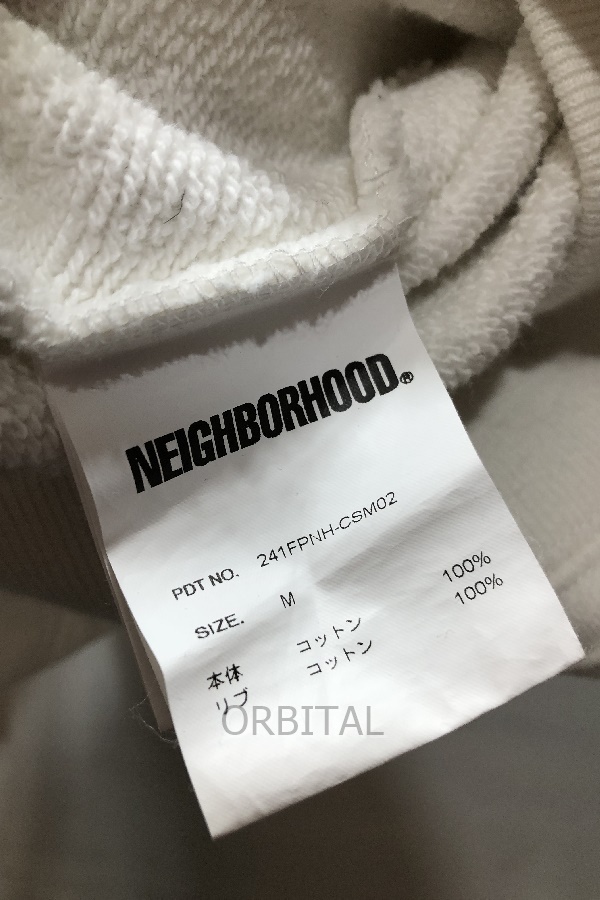 NEIGHBORHOOD®
PDT NO. 241FPNH-CSM02
SIZE. M
本体 コットン 100%
リブ コットン 100%
ORBITAL